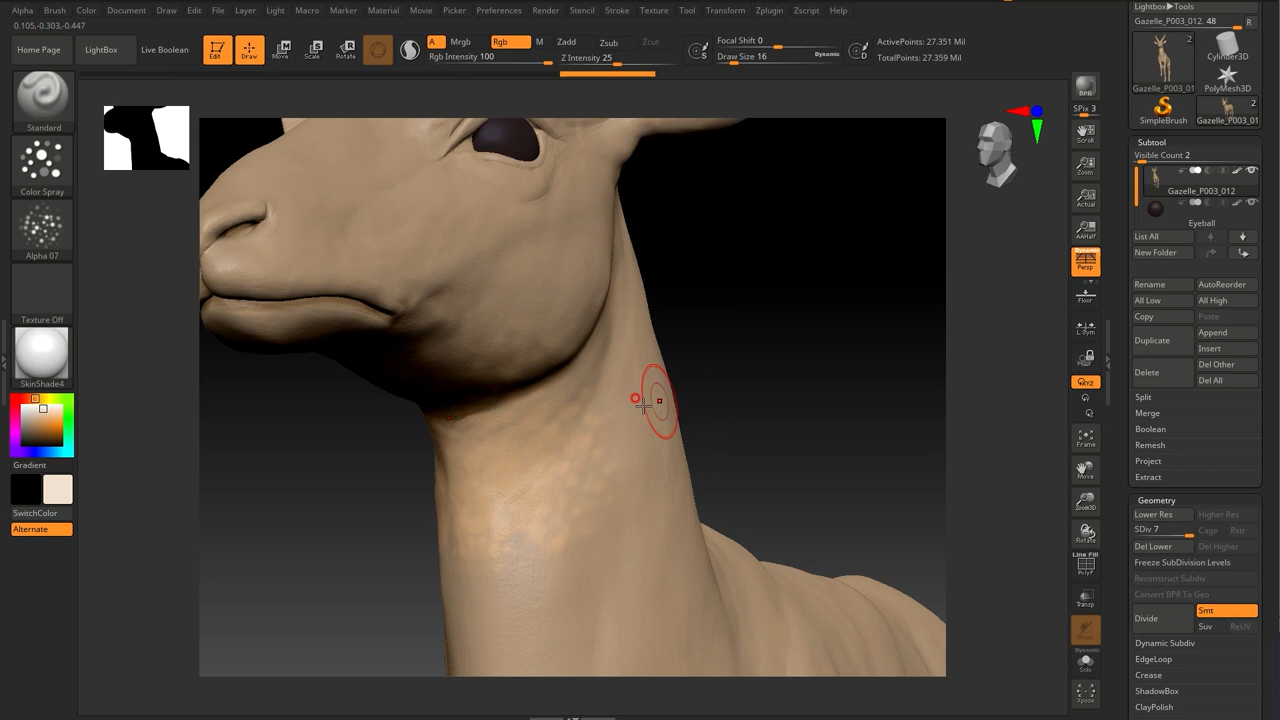 Alpha Brush Color Document Draw Edit File Layer Light Macro Marker Material Movie Picker Preferences Render Stencil Stroke Texture Tool Transform Zplugin Zscript Help
0.105,-0.303,-0.447
Home Page LightBox Live Boolean Edit Draw Move Scale Rotate A Mrgb Rgb M Zadd Zsub Zcut Focal Shift 0 Dynamic ActivePoints: 27.351 Mil
Rgb Intensity 100 Z Intensity 25 S Draw Size 16 D TotalPoints: 27.359 Mil
Standard
Color Spray
Alpha 07
Texture Off
SkinShade4
Gradient
SwitchColor
Alternate
BPR
SPix 3
Scroll
Zoom
Actual
AAHalf
Dynamic
Persp
Floor
L.Sym
XYZ
Frame
Move
Zoom3D
Rotate
Line Fill
PolyF
Transp
Dynamic
Solo
Xpose
Lightbox▶Tools
Gazelle_P003_012. 48 R
2
Gazelle_P003_01 Cylinder3D
PolyMesh3D
2
SimpleBrush Gazelle_P003_01
Subtool
Visible Count 2
Gazelle_P003_012
Eyeball
List All
New Folder
Rename AutoReorder
All Low All High
Copy Paste
Duplicate Append
Insert
Delete Del Other
Del All
Split
Merge
Boolean
Remesh
Project
Extract
Geometry
Lower Res Higher Res
SDiv 7 Cage Rstr
Del Lower Del Higher
Freeze SubDivision Levels
Reconstruct Subdiv
Convert BPR To Geo
Divide Smt
Suv ReUV
Dynamic Subdiv
EdgeLoop
Crease
ShadowBox
ClayPolish